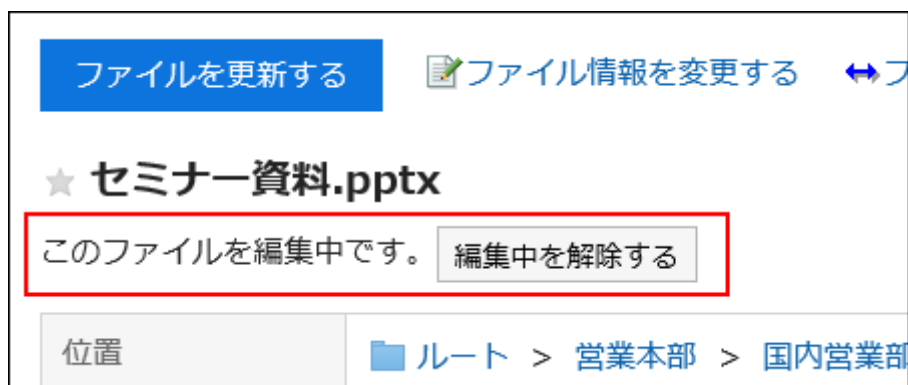 ファイルを更新する ファイル情報を変更する フ
セミナー資料.pptx
このファイルを編集中です。 編集中を解除する
位置 ルート > 営業本部 > 国内営業部